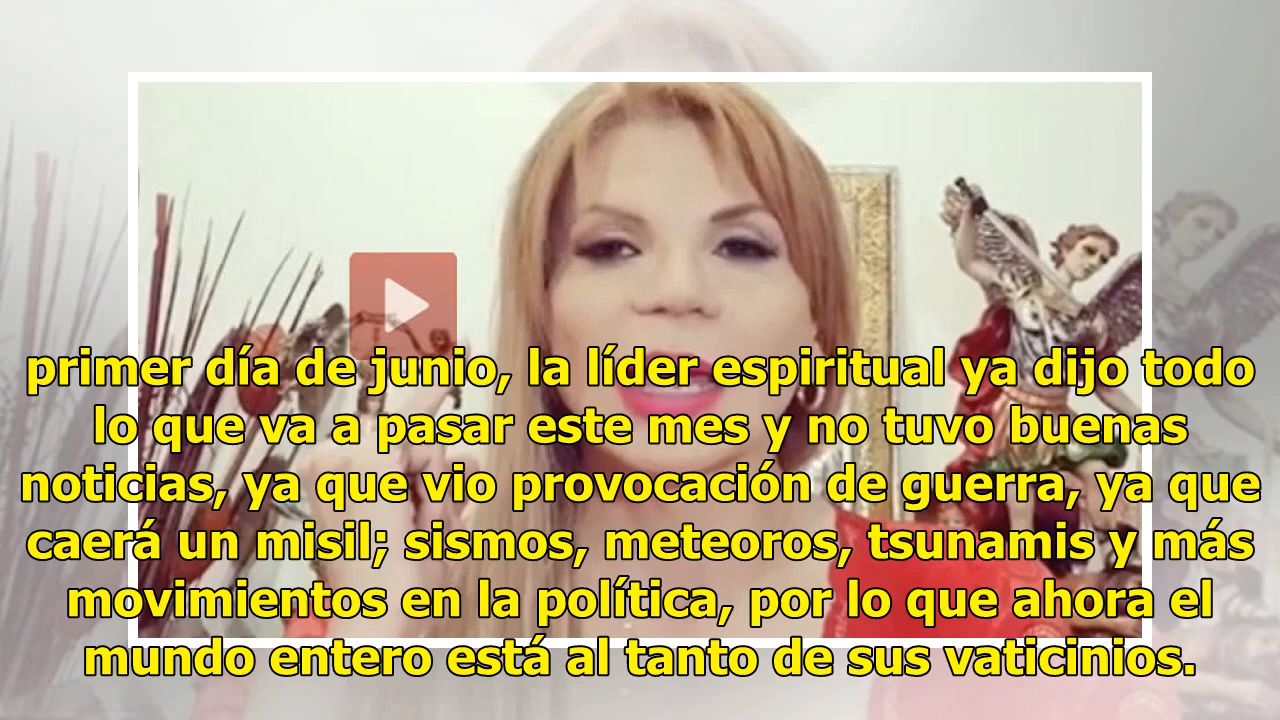 primer día de junio, la líder espiritual ya dijo todo
lo que va a pasar este mes y no tuvo buenas
noticias, ya que vio provocación de guerra, ya que
caerá un misil; sismos, meteoros, tsunamis y más
movimientos en la política, por lo que ahora el
mundo entero está al tanto de sus vaticinios.